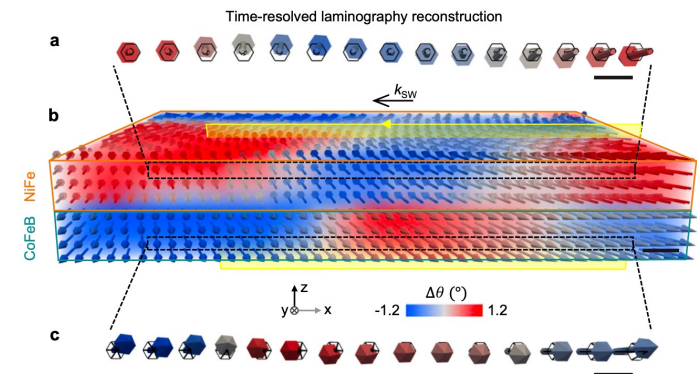 Time-resolved laminography reconstruction
a
k_SW
b
NiFe
CoFeB
z
y x
Δθ (°)
-1.2 1.2
c